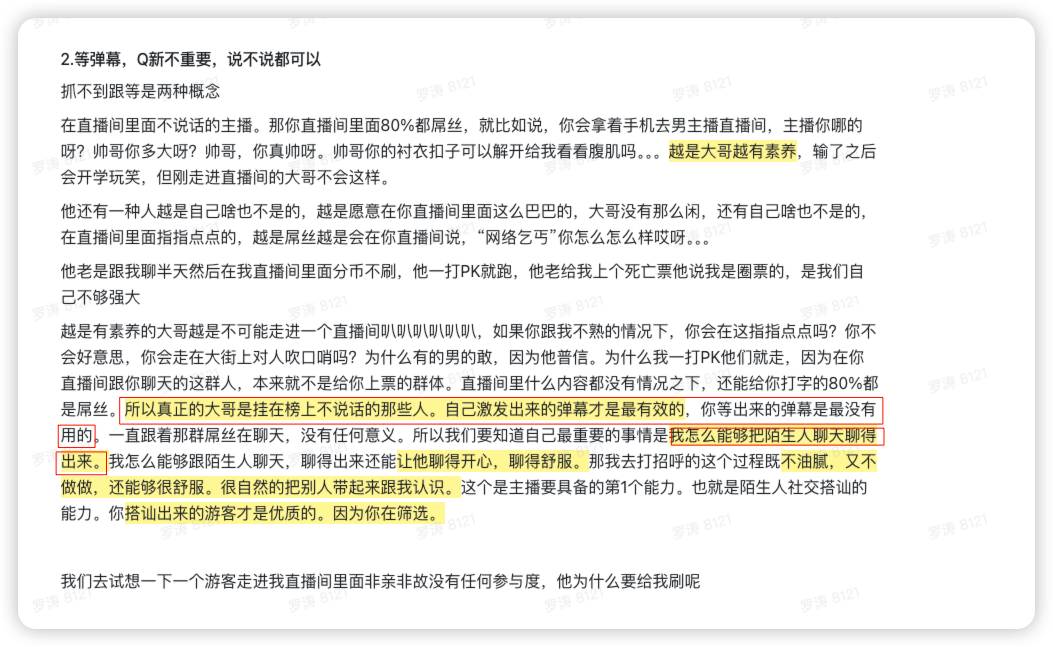 2.等弹幕，Q新不重要，说不说都可以
抓不到跟等是两种概念
在直播间里面不说话的主播。那你直播间里面80%都屌丝，就比如说，你会拿着手机去男主播直播间，主播你哪的
呀？帅哥你多大呀？帅哥，你真帅呀。帅哥你的衬衣扣子可以解开给我看看腹肌吗。。。越是大哥越有素养，输了之后
会开学玩笑，但刚走进直播间的大哥不会这样。
他还有一种人越是自己啥也不是的，越是愿意在你直播间里面这么巴巴的，大哥没有那么闲，还有自己啥也不是的，
在直播间里面指指点点的，越是屌丝越是会在你直播间说，“网络乞丐”你怎么怎么样哎呀。。。
他老是跟我聊半天然后在我直播间里面分币不刷，他一打PK就跑，他老给我上个死亡票他说我是圈票的，是我们自
己不够强大
越是有素养的大哥越是不可能走进一个直播间叭叭叭叭叭叭，如果你跟我不熟的情况下，你会在这指指点点吗？你不
会好意思，你会走在大街上对人吹口哨吗？为什么有的男的敢，因为他普信。为什么我一打PK他们就走，因为在你
直播间跟你聊天的这群人，本来就不是给你上票的群体。直播间里什么内容都没有情况之下，还能给你打字的80%都
是屌丝。所以真正的大哥是挂在榜上不说话的那些人。自己激发出来的弹幕才是最有效的，你等出来的弹幕是最没有
用的。一直跟着那群屌丝在聊天，没有任何意义。所以我们要知道自己最重要的事情是我怎么能够把陌生人聊天聊得
出来。我怎么能够跟陌生人聊天，聊得出来还能让他聊得开心，聊得舒服。那我去打招呼的这个过程既不油腻，又不
做做，还能够很舒服。很自然的把别人带起来跟我认识。这个是主播要具备的第1个能力。也就是陌生人社交搭讪的
能力。你搭讪出来的游客才是优质的。因为你在筛选。
我们去试想一下一个游客走进我直播间里面非亲非故没有任何参与度，他为什么要给我刷呢
罗涛 8121